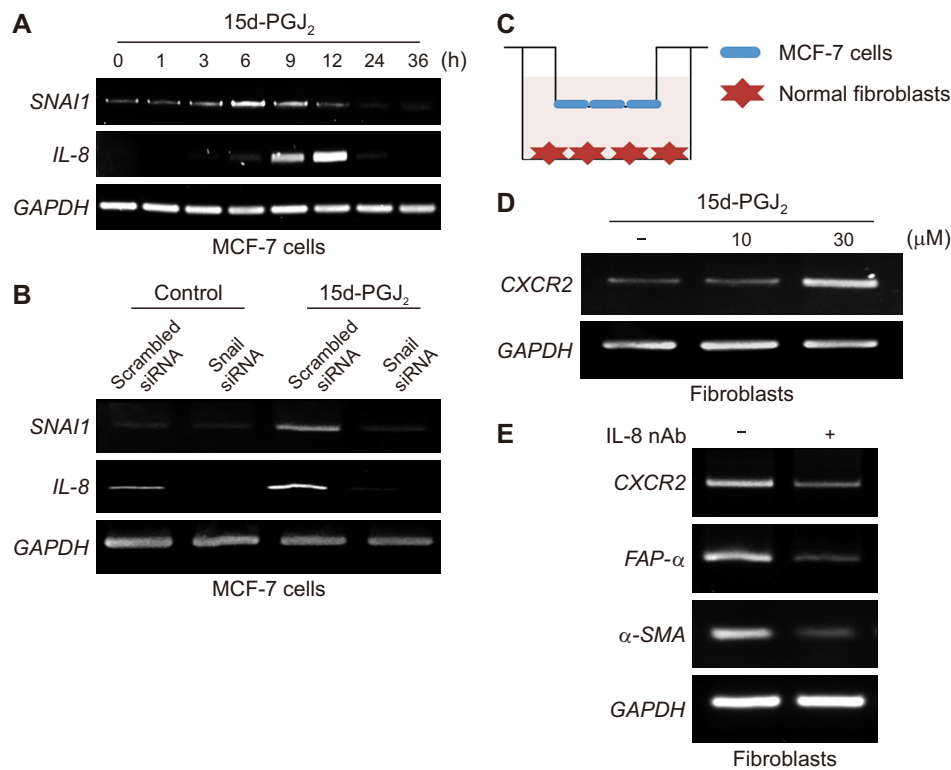 A
15d-PGJ2
0 1 3 6 9 12 24 36 (h)
SNAI1
IL-8
GAPDH
MCF-7 cells
B
Control 15d-PGJ2
Scrambled siRNA Snail siRNA Scrambled siRNA Snail siRNA
SNAI1
IL-8
GAPDH
MCF-7 cells
C
MCF-7 cells
Normal fibroblasts
D
15d-PGJ2
– 10 30 (μM)
CXCR2
GAPDH
Fibroblasts
E
IL-8 nAb – +
CXCR2
FAP-α
α-SMA
GAPDH
Fibroblasts